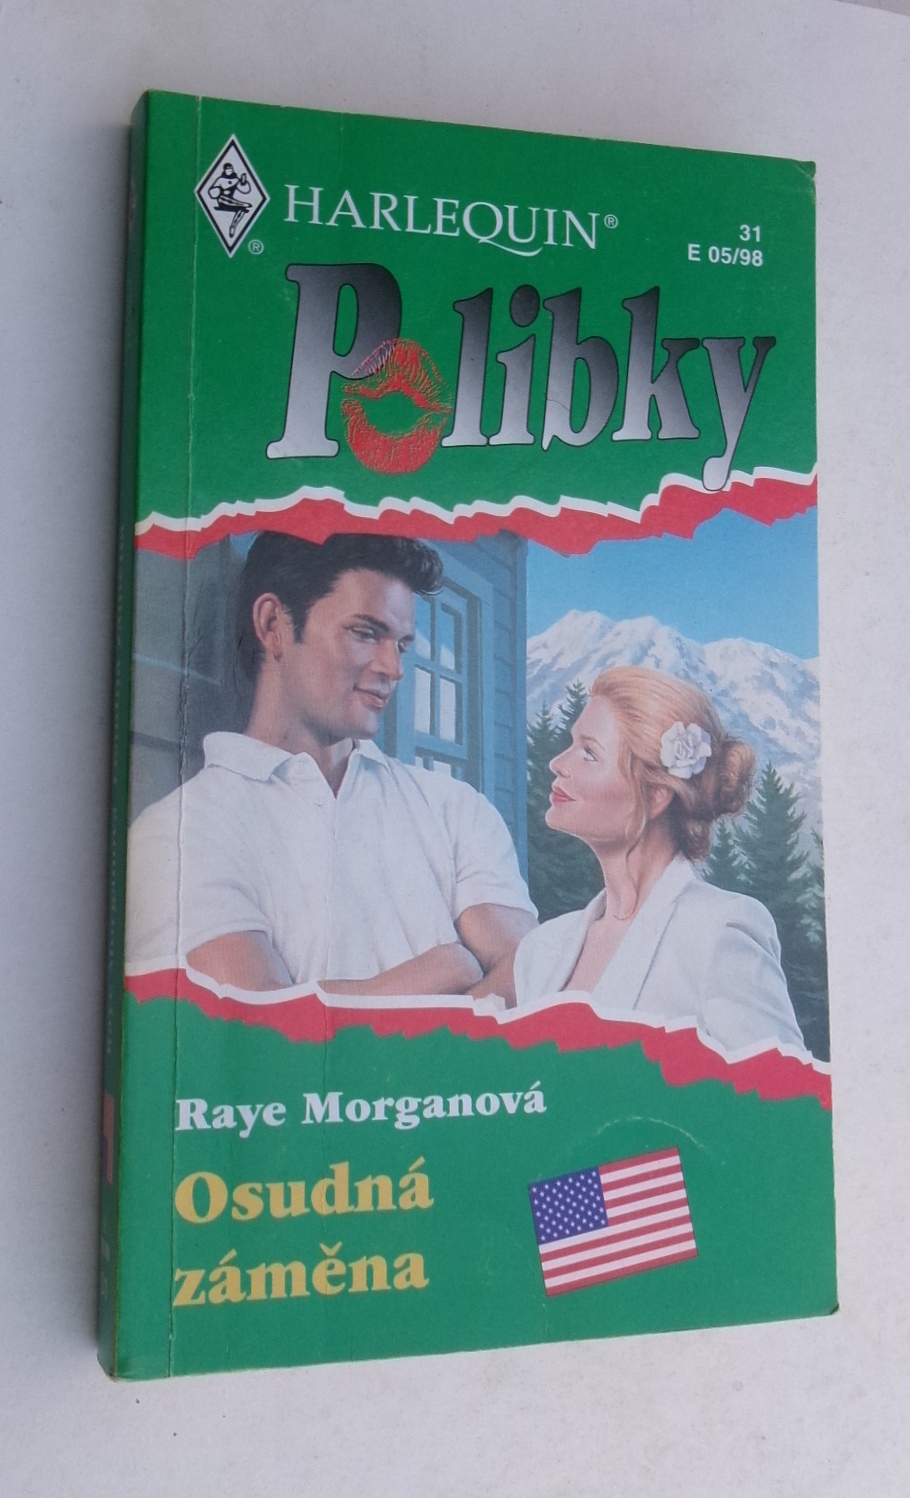 HARLEQUIN®
®
31
E 05/98
Polibky
Raye Morganová
Osudná
záměna